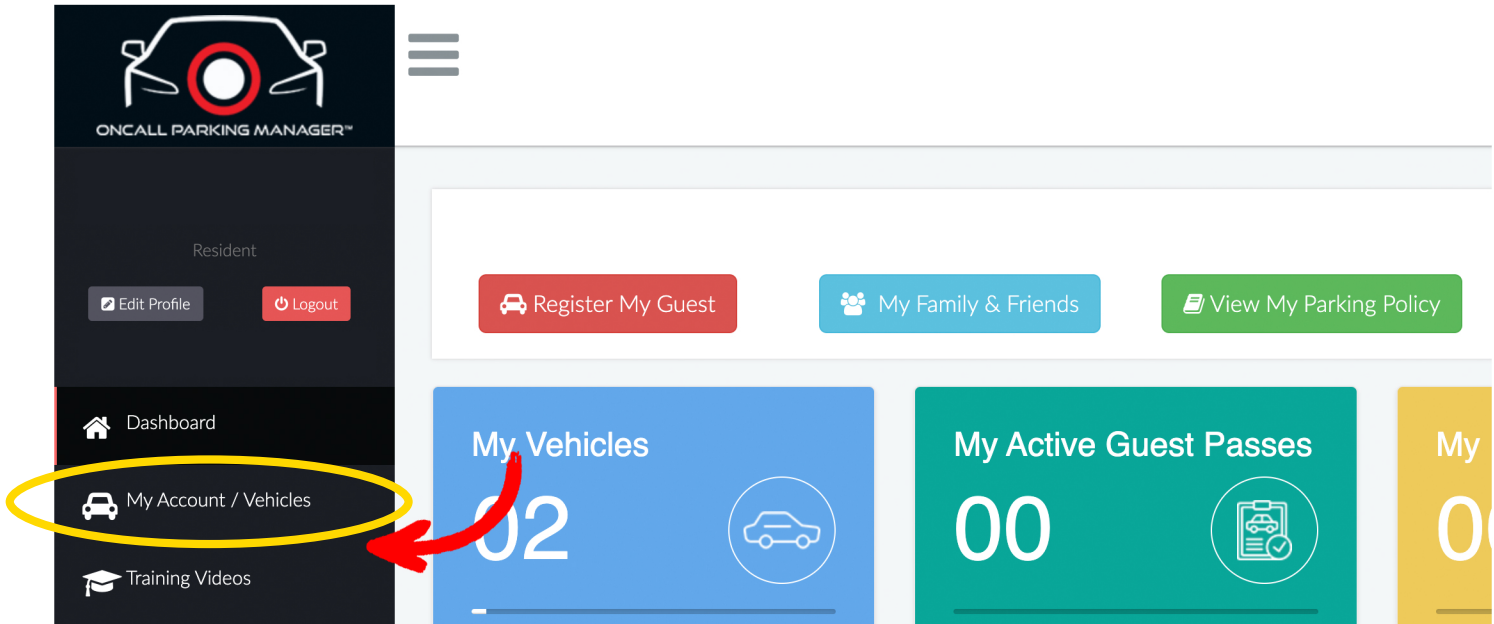 ONCALL PARKING MANAGER™
Resident
Edit Profile
Logout
Dashboard
My Account / Vehicles
Training Videos
Register My Guest
My Family & Friends
View My Parking Policy
My Vehicles
02
My Active Guest Passes
00
My